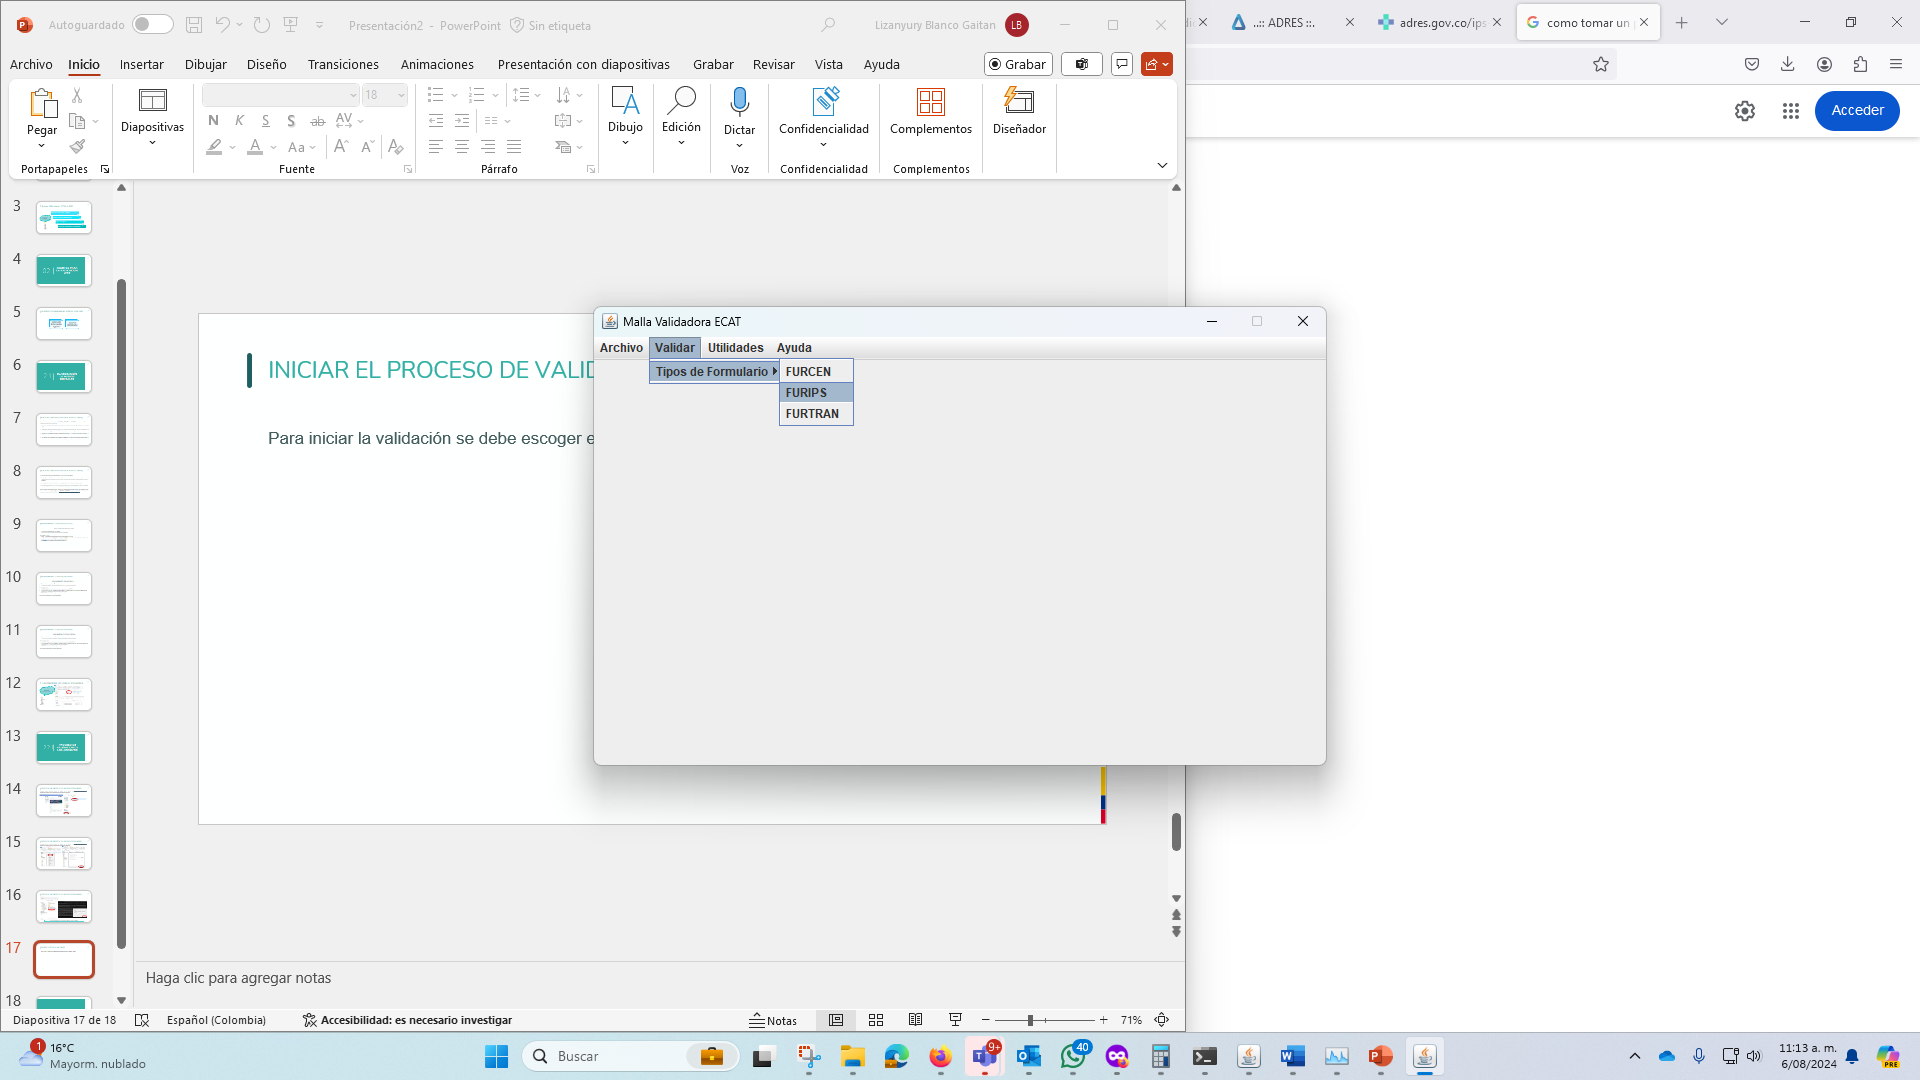 Autoguardado
Presentación2 - PowerPoint
Sin etiqueta
Lizanyury Blanco Gaitan
LB
..:: ADRES ::.
adres.gov.co/ips
como tomar un
Archivo
Inicio
Insertar
Dibujar
Diseño
Transiciones
Animaciones
Presentación con diapositivas
Grabar
Revisar
Vista
Ayuda
Grabar
Pegar
Diapositivas
18
N K S S ab AV
A Aa A A A
Dibujo
Edición
Dictar
Confidencialidad
Complementos
Diseñador
Portapapeles
Fuente
Párrafo
Voz
Confidencialidad
Complementos
Acceder
3
4
5
6
7
8
9
10
11
12
13
14
15
16
17
18
INICIAR EL PROCESO DE VALID
Para iniciar la validación se debe escoger e
Malla Validadora ECAT
Archivo
Validar
Utilidades
Ayuda
Tipos de Formulario
FURCEN
FURIPS
FURTRAN
Haga clic para agregar notas
Diapositiva 17 de 18
Español (Colombia)
Accesibilidad: es necesario investigar
Notas
71%
1
16°C
Mayorm. nublado
Buscar
9+
40
11:13 a. m.
6/08/2024
PRE